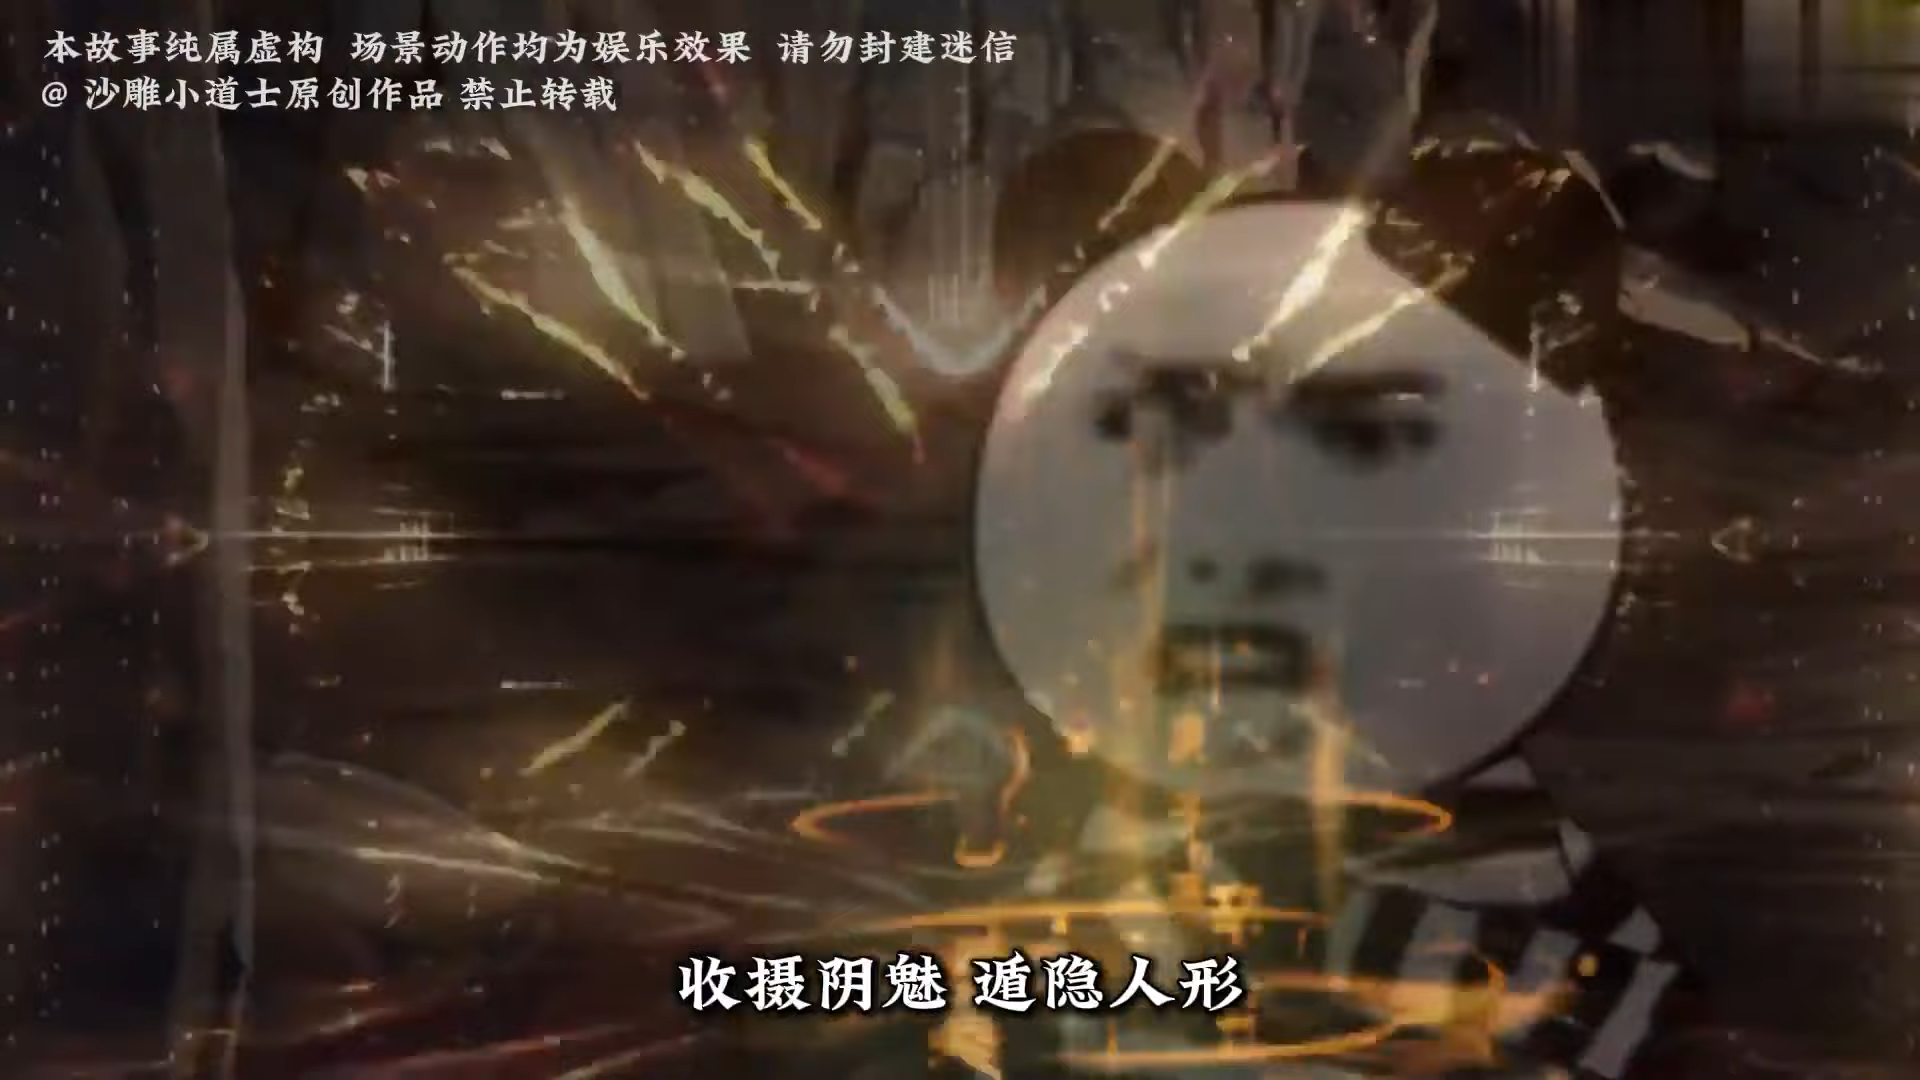 本故事纯属虚构 场景动作均为娱乐效果 请勿封建迷信
@ 沙雕小道士原创作品 禁止转载
收摄阴魅 遁隐人形